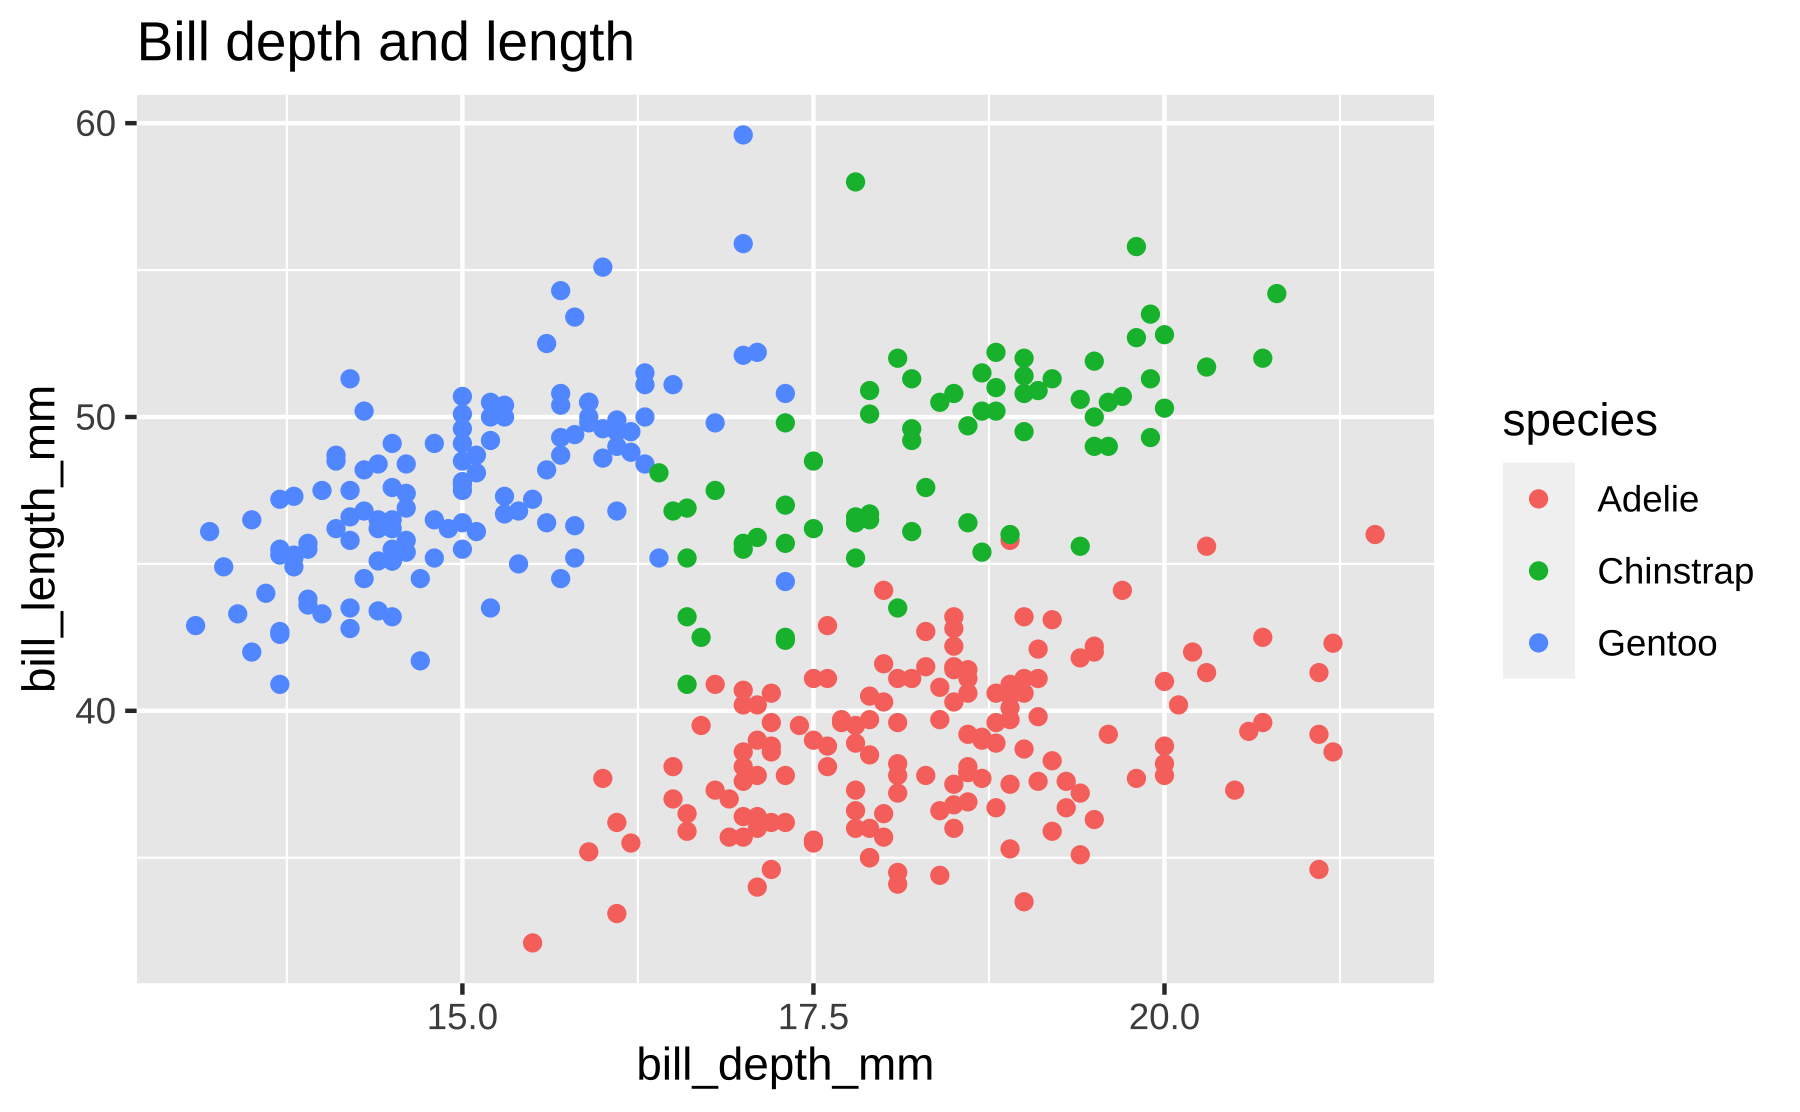 Bill depth and length
bill_length_mm
60
50
40
15.0 17.5 20.0
bill_depth_mm
species
Adelie
Chinstrap
Gentoo